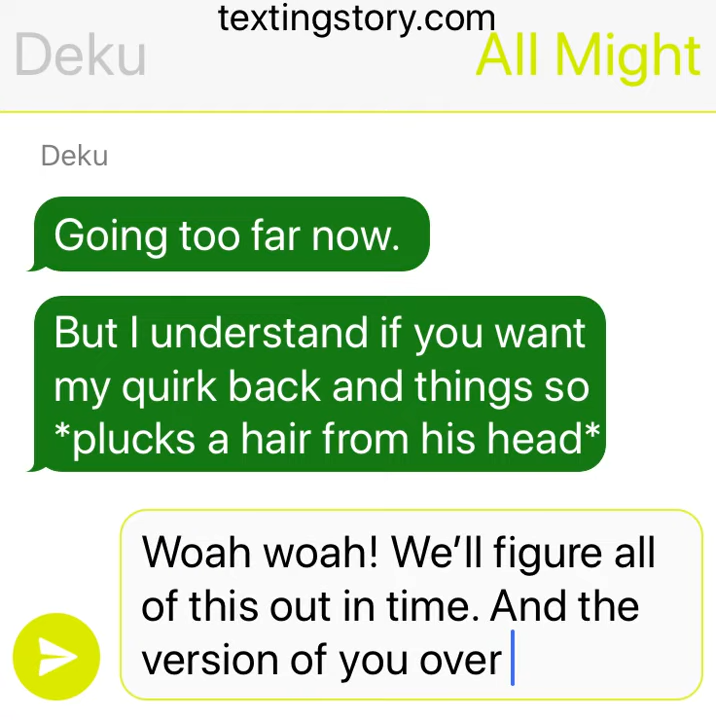 textingstory.com
Deku
All Might
Deku
Going too far now.
But I understand if you want
my quirk back and things so
*plucks a hair from his head*
Woah woah! We’ll figure all
of this out in time. And the
version of you over